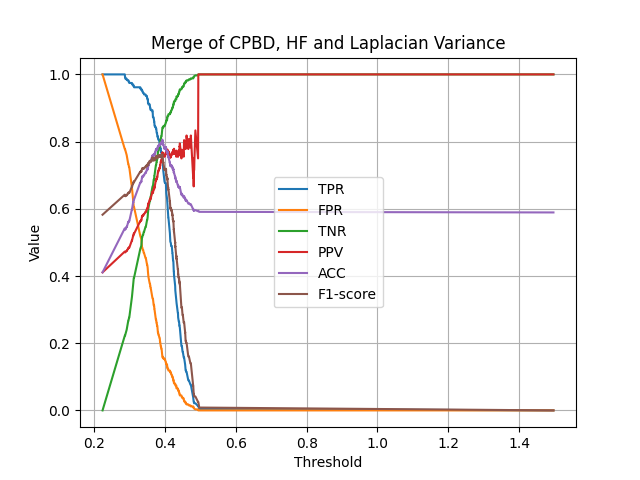 Merge of CPBD, HF and Laplacian Variance
1.0
0.8
0.6
0.4
0.2
0.0
Value
TPR
FPR
TNR
PPV
ACC
F1-score
0.2 0.4 0.6 0.8 1.0 1.2 1.4
Threshold